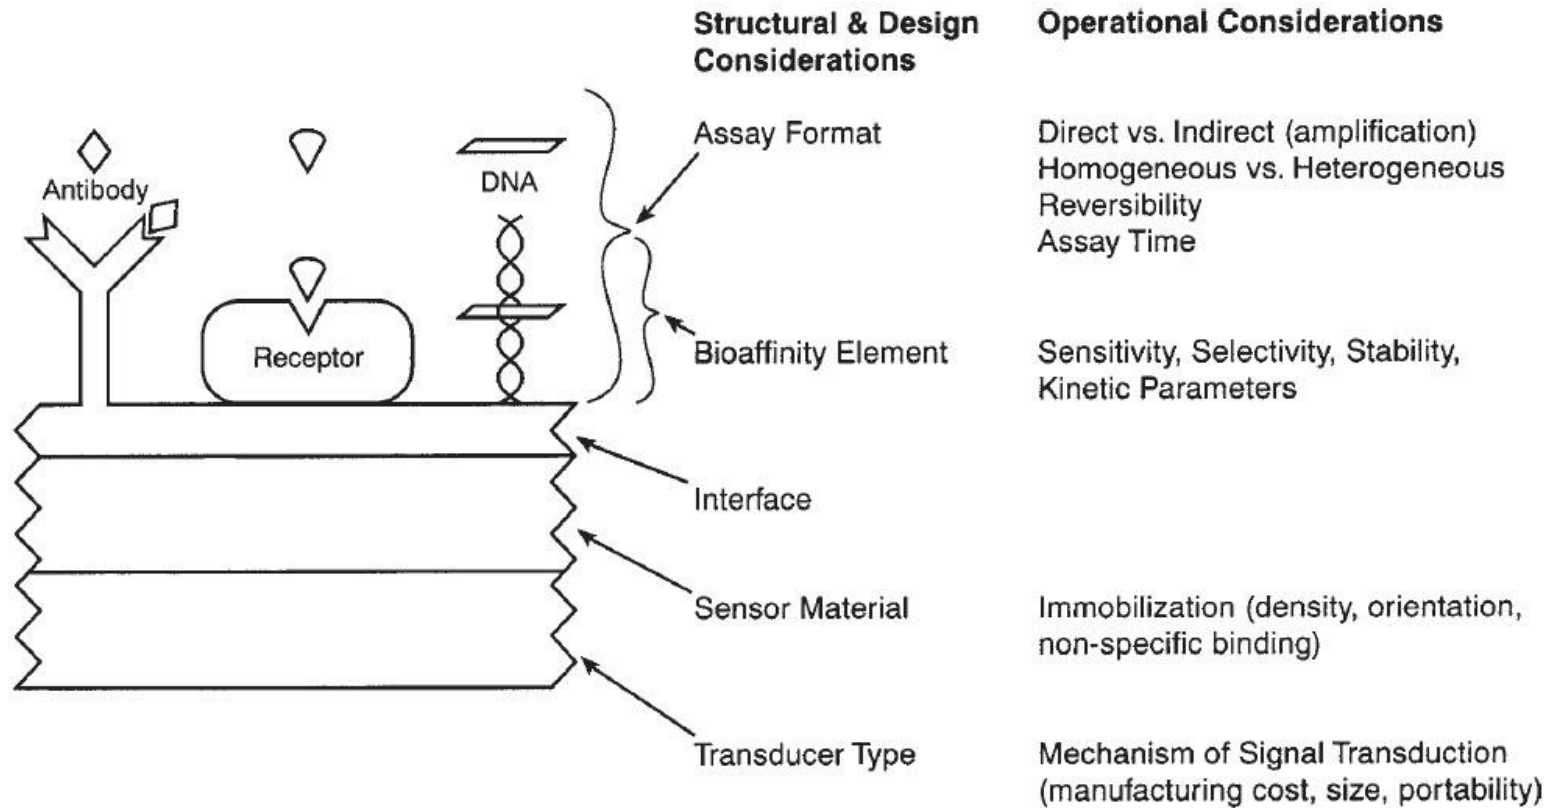 Structural & Design
Considerations
Operational Considerations
Assay Format
Direct vs. Indirect (amplification)
Homogeneous vs. Heterogeneous
Reversibility
Assay Time
Antibody
DNA
Receptor
Bioaffinity Element
Sensitivity, Selectivity, Stability,
Kinetic Parameters
Interface
Sensor Material
Immobilization (density, orientation,
non-specific binding)
Transducer Type
Mechanism of Signal Transduction
(manufacturing cost, size, portability)